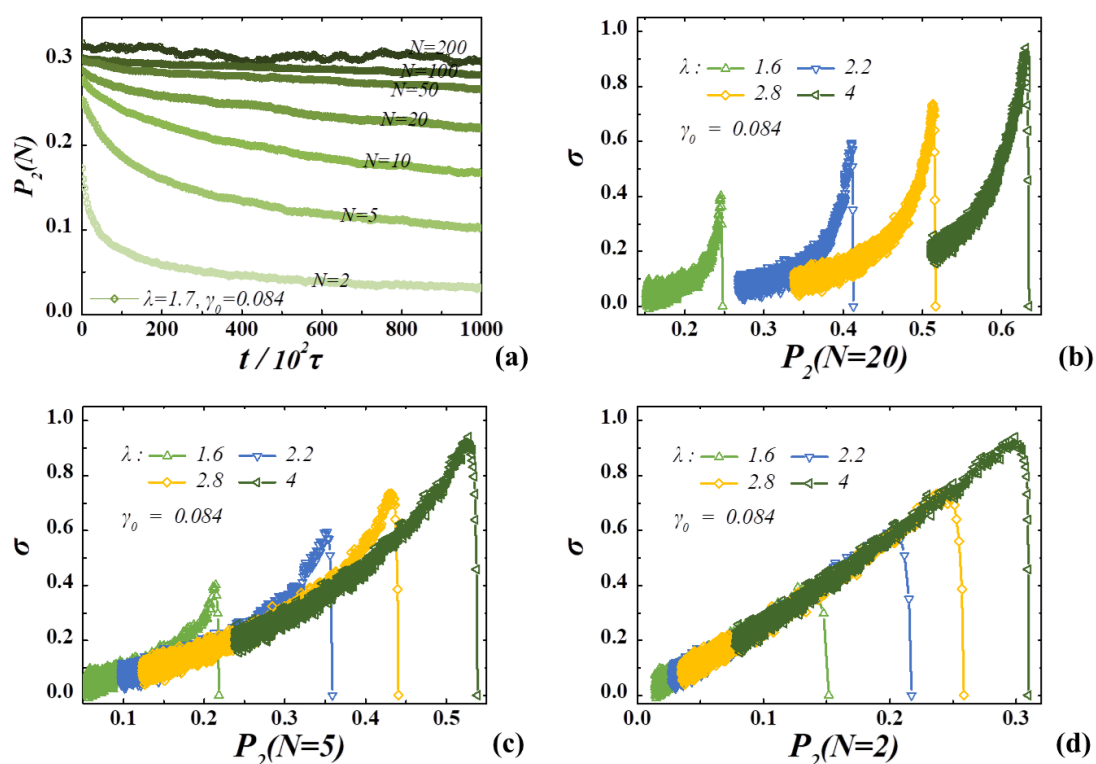 0.3
0.2
0.1
0.0
P₂(N)
N=200
N=100
N=50
N=20
N=10
N=5
N=2
λ=1.7, γ₀=0.084
0 200 400 600 800 1000
t / 10²τ
(a)
1.0
0.8
0.6
0.4
0.2
0.0
σ
λ : 1.6 2.2
2.8 4
γ₀ = 0.084
0.2 0.3 0.4 0.5 0.6
P₂(N=20)
(b)
1.0
0.8
0.6
0.4
0.2
0.0
σ
λ : 1.6 2.2
2.8 4
γ₀ = 0.084
0.1 0.2 0.3 0.4 0.5
P₂(N=5)
(c)
1.0
0.8
0.6
0.4
0.2
0.0
σ
λ : 1.6 2.2
2.8 4
γ₀ = 0.084
0.0 0.1 0.2 0.3
P₂(N=2)
(d)